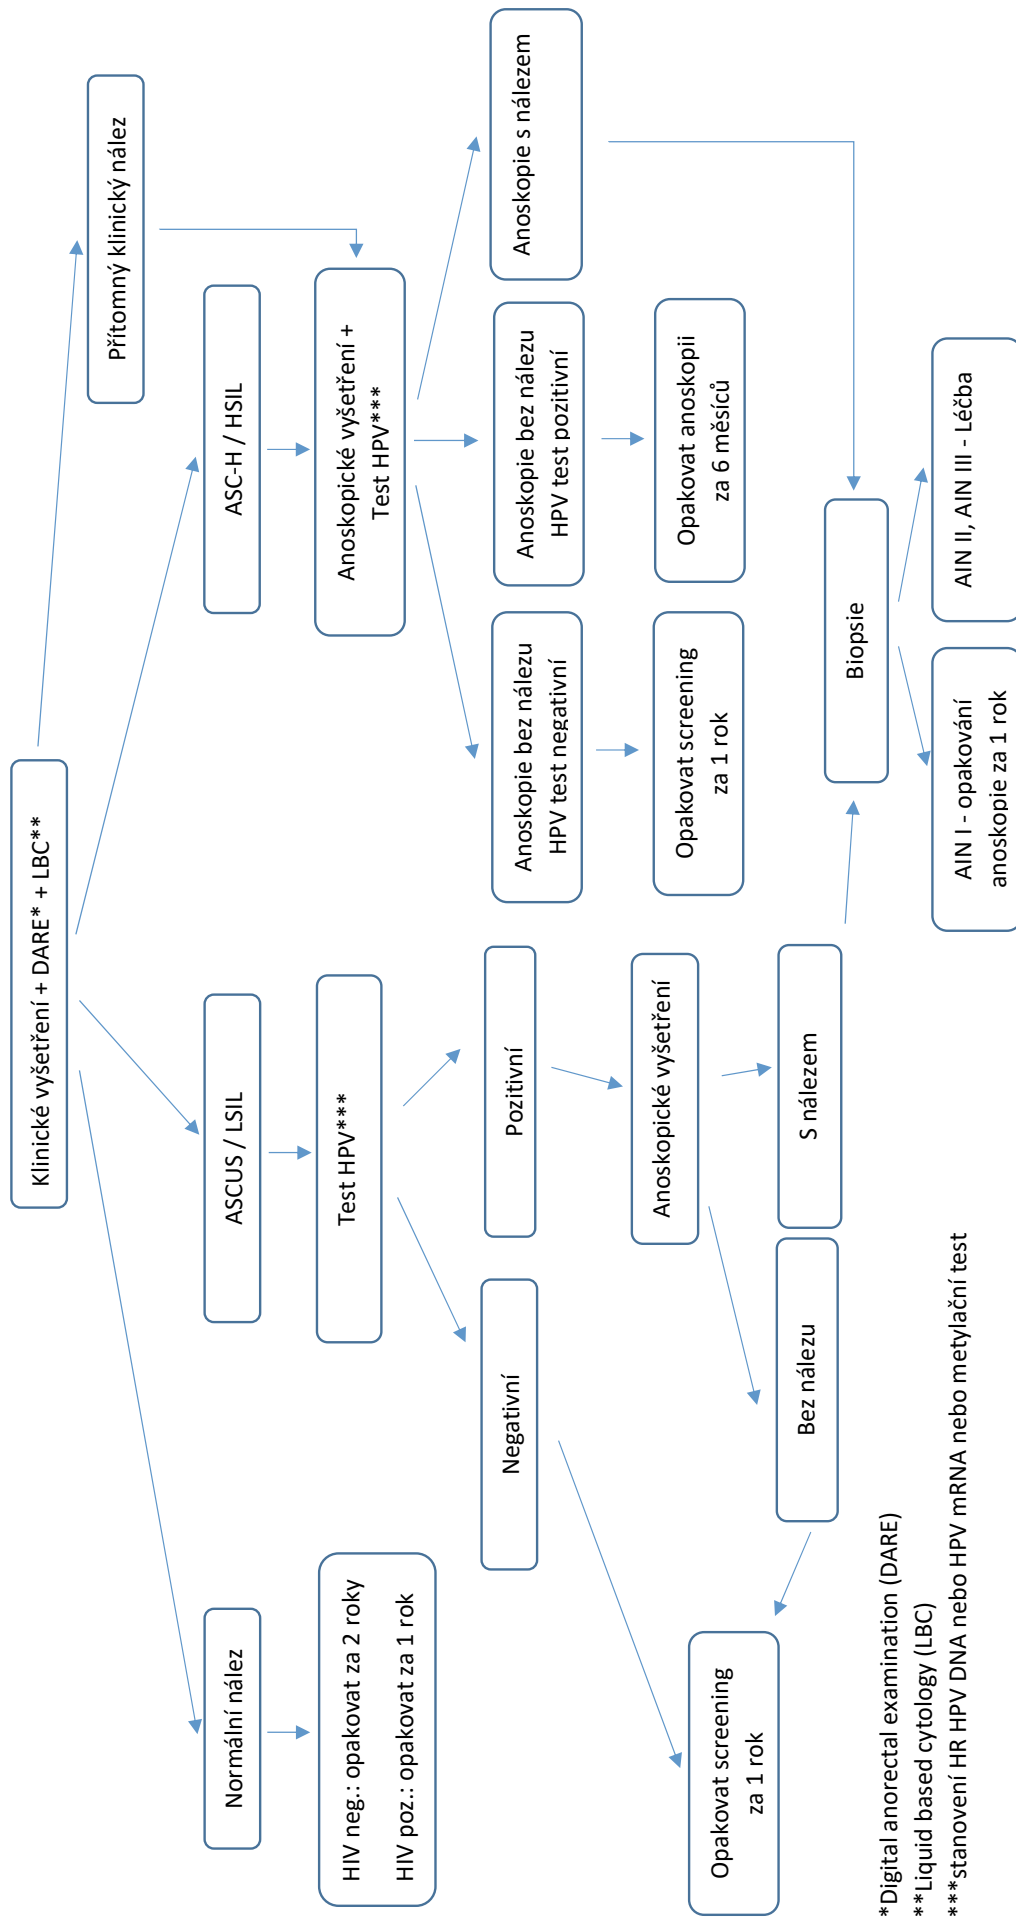 Klinické vyšetření + DARE* + LBC**
Normální nález
ASCUS / LSIL
ASC-H / HSIL
Přítomný klinický nález
HIV neg.: opakovat za 2 roky
HIV poz.: opakovat za 1 rok
Test HPV***
Anoskopické vyšetření +
Test HPV***
Negativní
Pozitivní
Anoskopie bez nálezu
HPV test negativní
Anoskopie bez nálezu
HPV test pozitivní
Anoskopie s nálezem
Anoskopické vyšetření
Opakovat screening
za 1 rok
Opakovat anoskopii
za 6 měsíců
Opakovat screening
za 1 rok
Bez nálezu
S nálezem
Biopsie
AIN I - opakování
anoskopie za 1 rok
AIN II, AIN III - Léčba
*Digital anorectal examination (DARE)
**Liquid based cytology (LBC)
***stanovení HR HPV DNA nebo HPV mRNA nebo metylační test